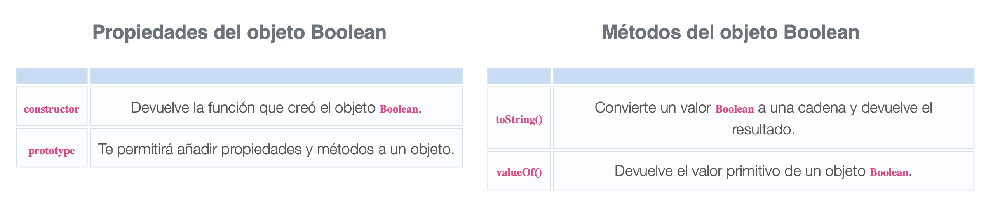 Propiedades del objeto Boolean
constructor
Devuelve la función que creó el objeto Boolean.
prototype
Te permitirá añadir propiedades y métodos a un objeto.
Métodos del objeto Boolean
toString()
Convierte un valor Boolean a una cadena y devuelve el
resultado.
valueOf()
Devuelve el valor primitivo de un objeto Boolean.